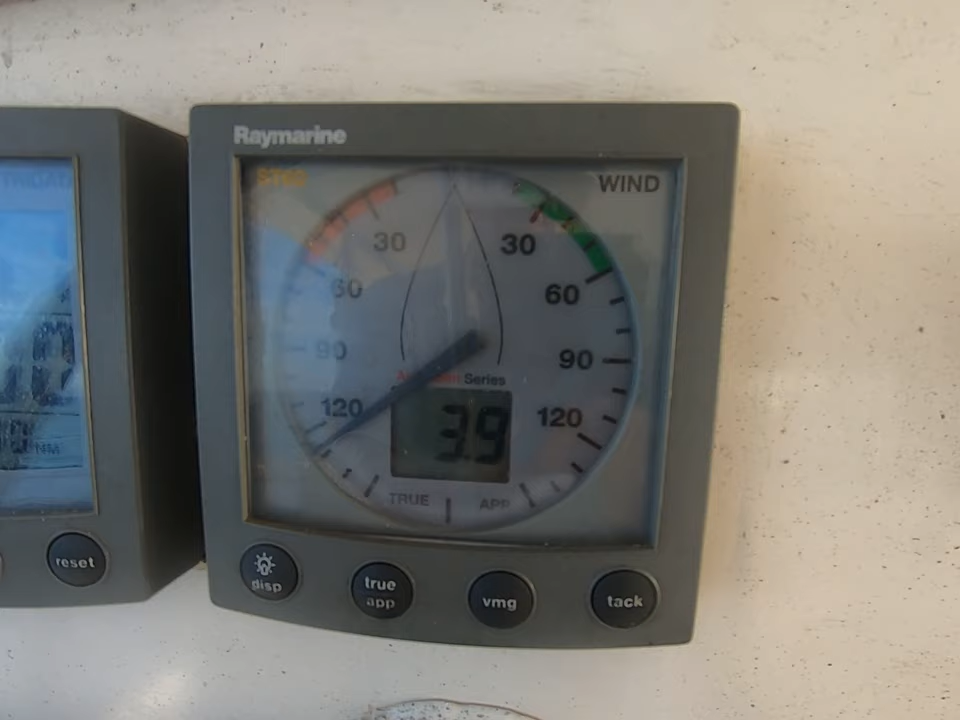 Raymarine
ST60
WIND
30
30
60
60
90
90
Series
120
120
3.9
TRUE
APP
reset
disp
true
app
vmg
tack